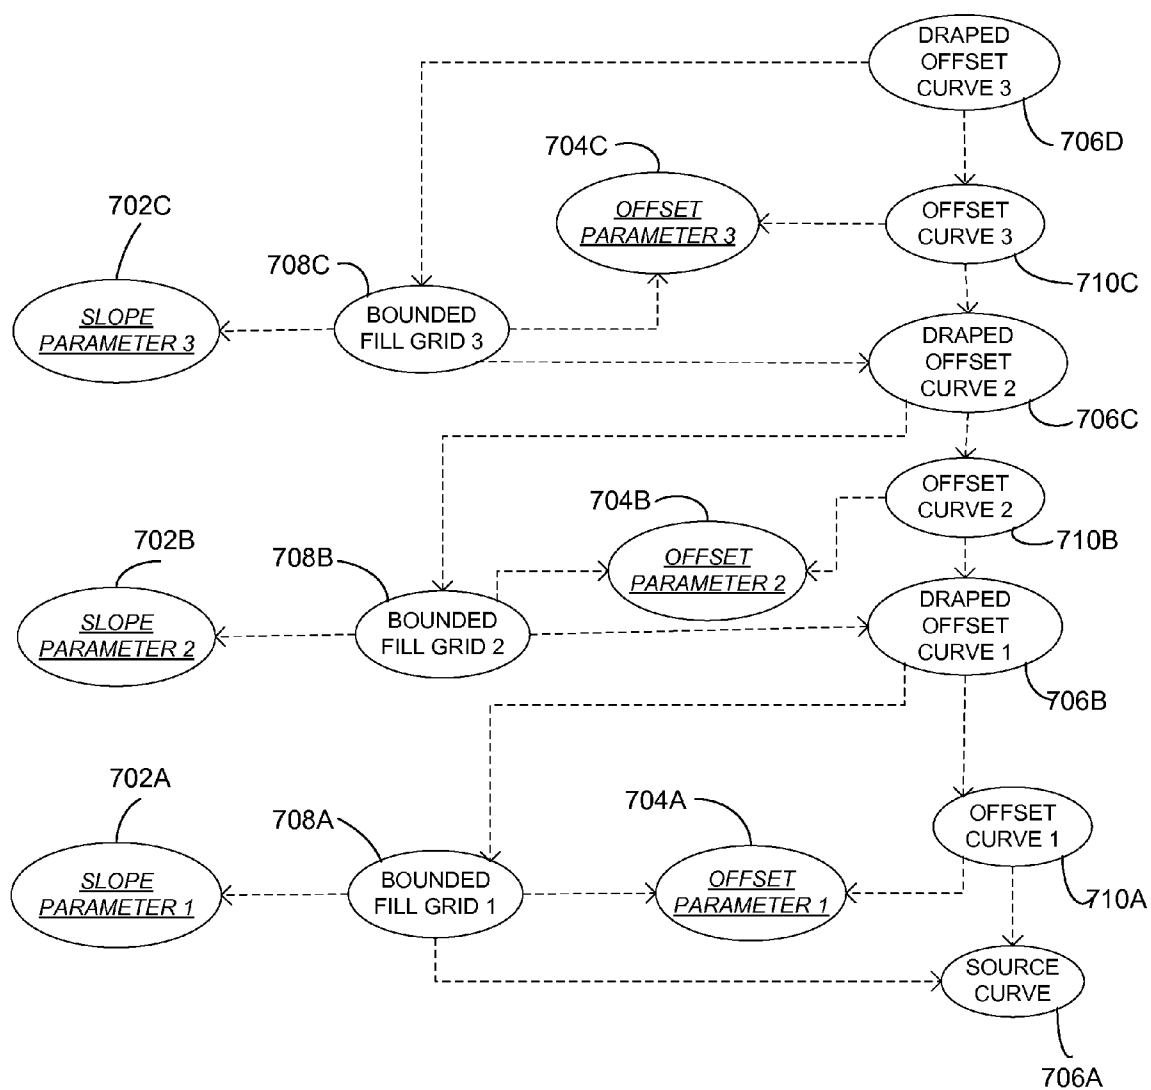 DRAPED
OFFSET
CURVE 3
706D
704C
OFFSET
PARAMETER 3
OFFSET
CURVE 3
710C
702C
SLOPE
PARAMETER 3
708C
BOUNDED
FILL GRID 3
DRAPED
OFFSET
CURVE 2
706C
OFFSET
CURVE 2
710B
704B
OFFSET
PARAMETER 2
702B
SLOPE
PARAMETER 2
708B
BOUNDED
FILL GRID 2
DRAPED
OFFSET
CURVE 1
706B
702A
SLOPE
PARAMETER 1
708A
BOUNDED
FILL GRID 1
704A
OFFSET
PARAMETER 1
OFFSET
CURVE 1
710A
SOURCE
CURVE
706A